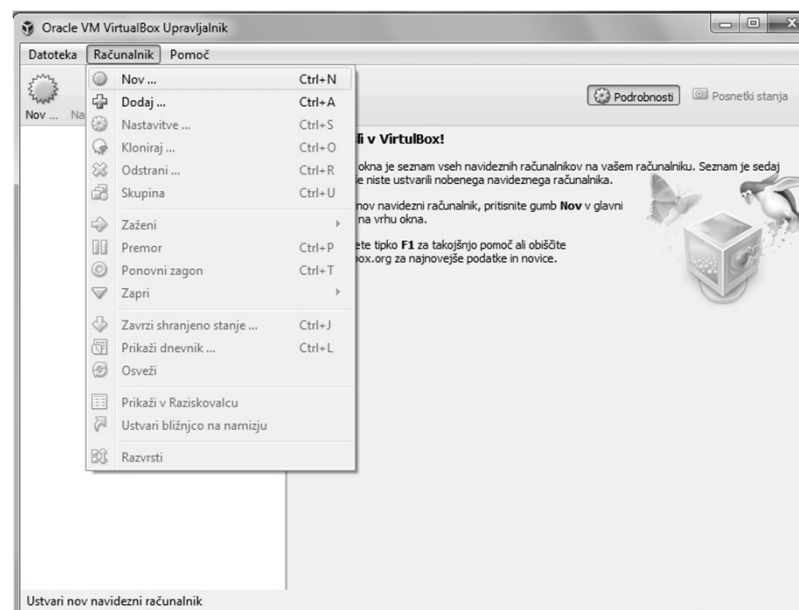 Oracle VM VirtualBox Upravljalnik
Datoteka Računalnik Pomoč
Nov ... Na
Podrobnosti Posnetki stanja
Nov ... Ctrl+N
Dodaj ... Ctrl+A
Nastavitve ... Ctrl+S
Kloniraj ... Ctrl+O
Odstrani ... Ctrl+R
Skupina Ctrl+U
Zaženi
Premor Ctrl+P
Ponovni zagon Ctrl+T
Zapri
Zavrzi shranjeno stanje ... Ctrl+J
Prikaži dnevnik ... Ctrl+L
Osveži
Prikaži v Raziskovalcu
Ustvari bližnjco na namizju
Razvrsti
li v VirtulBox!
okna je seznam vseh navideznih računalnikov na vašem računalniku. Seznam je sedaj
še niste ustvarili nobenega navideznega računalnika.
nov navidezni računalnik, pritisnite gumb Nov v glavni
na vrhu okna.
ete tipko F1 za takojšnjo pomoč ali obiščite
box.org za najnovejše podatke in novice.
Ustvari nov navidezni računalnik